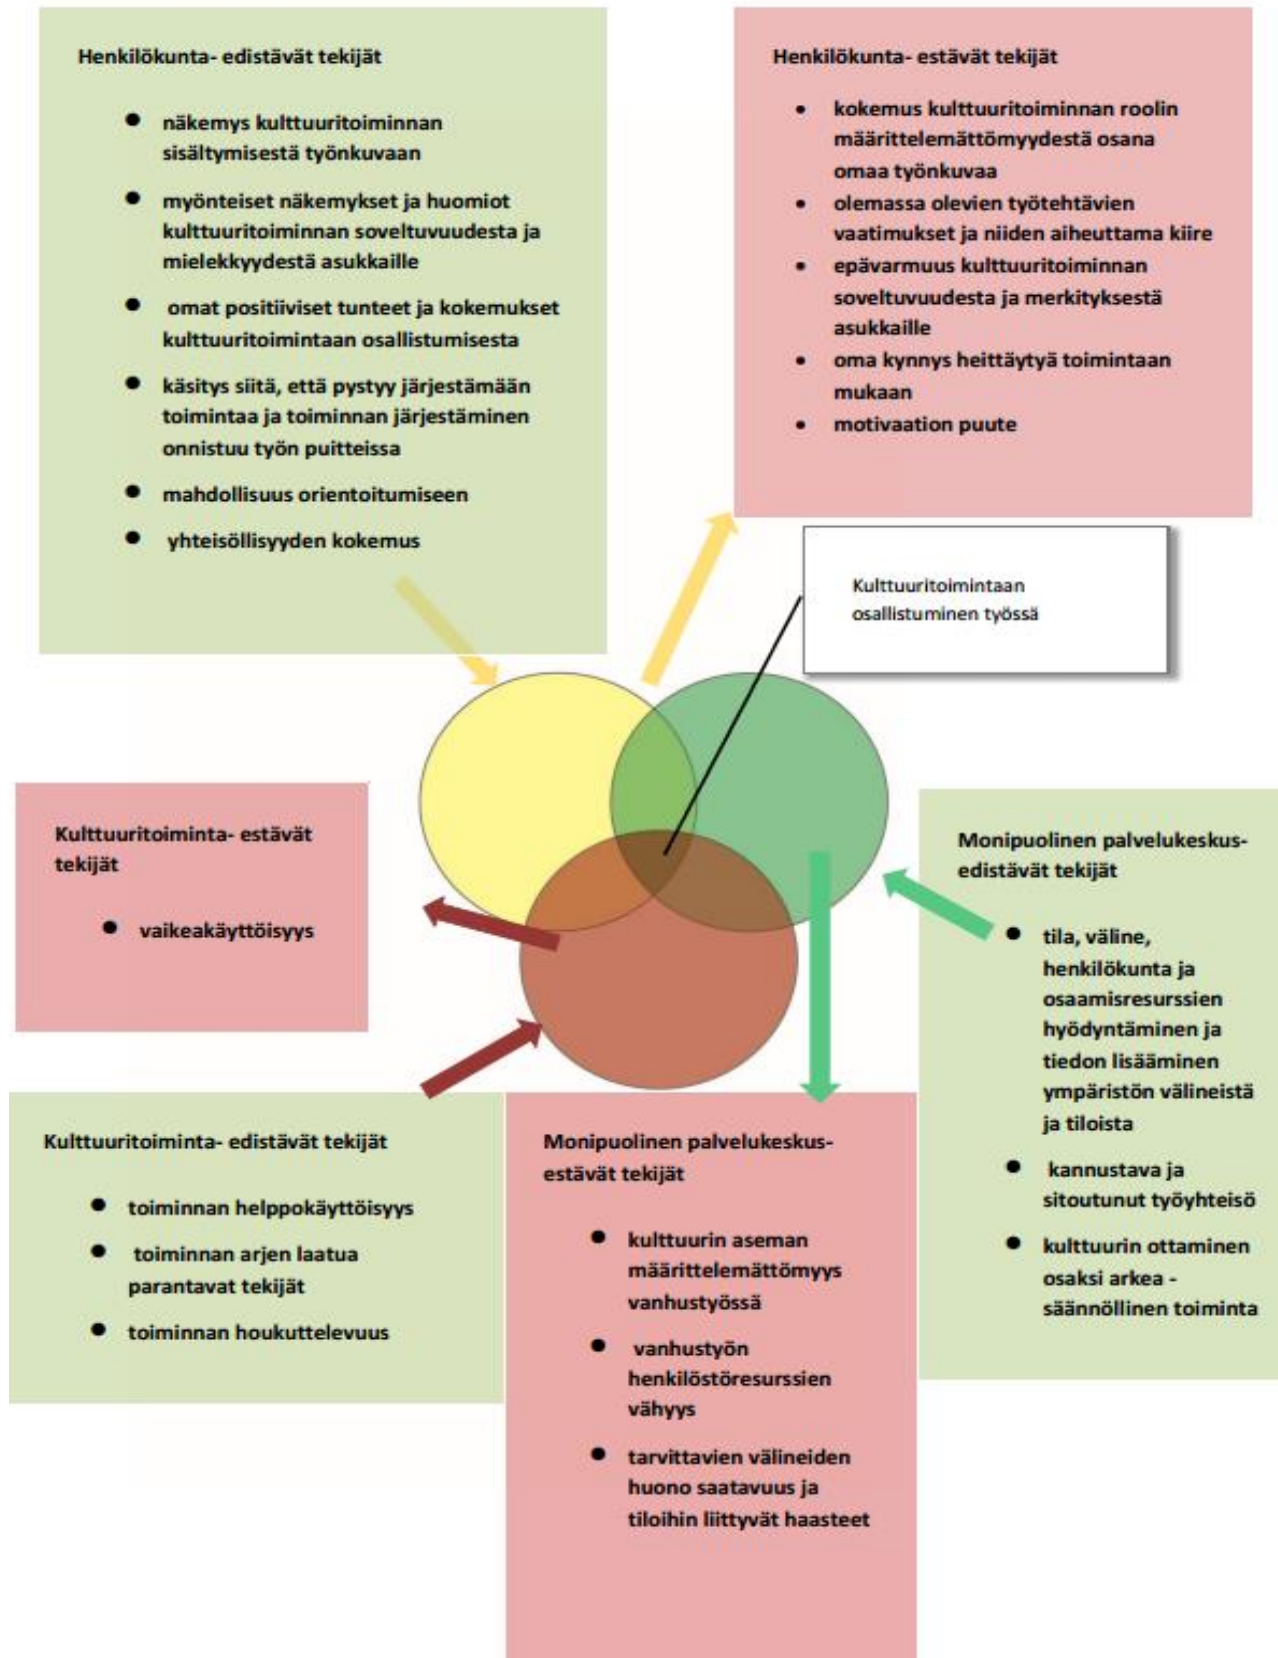 Henkilökunta- edistävät tekijät
● näkemys kulttuuritoiminnan
sisältymisestä työnkuvaan
● myönteiset näkemykset ja huomiot
kulttuuritoiminnan soveltuvuudesta ja
mielekkyydestä asukkaille
● omat positiiviset tunteet ja kokemukset
kulttuuritoimintaan osallistumisesta
● käsitys siitä, että pystyy järjestämään
toimintaa ja toiminnan järjestäminen
onnistuu työn puitteissa
● mahdollisuus orientoitumiseen
● yhteisöllisyyden kokemus
Henkilökunta- estävät tekijät
• kokemus kulttuuritoiminnan roolin
määrittelemättömyydestä osana
omaa työnkuvaa
• olemassa olevien työtehtävien
vaatimukset ja niiden aiheuttama kiire
• epävarmuus kulttuuritoiminnan
soveltuvuudesta ja merkityksestä
asukkaille
• oma kynnys heittäytyä toimintaan
mukaan
• motivaation puute
Kulttuuritoimintaan
osallistuminen työssä
Kulttuuritoiminta- estävät
tekijät
● vaikeakäyttöisyys
Monipuolinen palvelukeskus-
edistävät tekijät
● tila, väline,
henkilökunta ja
osaamisresurssien
hyödyntäminen ja
tiedon lisääminen
ympäristön välineistä
ja tiloista
● kannustava ja
sitoutunut työyhteisö
● kulttuurin ottaminen
osaksi arkea -
säännöllinen toiminta
Kulttuuritoiminta- edistävät tekijät
● toiminnan helppokäyttöisyys
● toiminnan arjen laatua
parantavat tekijät
● toiminnan houkuttelevuus
Monipuolinen palvelukeskus-
estävät tekijät
● kulttuurin aseman
määrittelemättömyys
vanhustyössä
● vanhustyön
henkilöstöresurssien
vähyys
● tarvittavien välineiden
huono saatavuus ja
tiloihin liittyvät haasteet